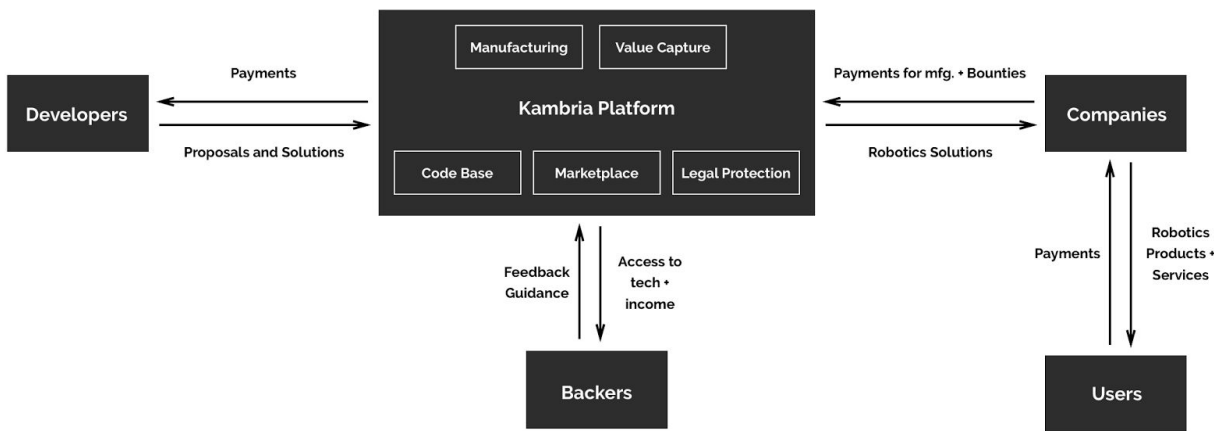 Manufacturing
Value Capture
Payments
Payments for mfg. + Bounties
Developers
Kambria Platform
Companies
Proposals and Solutions
Robotics Solutions
Code Base
Marketplace
Legal Protection
Feedback
Guidance
Access to
tech +
income
Payments
Robotics
Products +
Services
Backers
Users